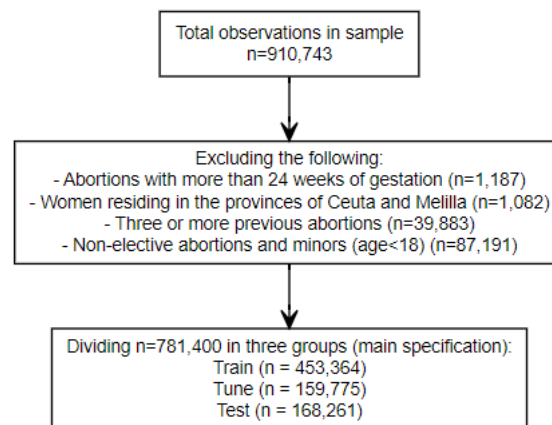 Total observations in sample
n=910,743
Excluding the following:
- Abortions with more than 24 weeks of gestation (n=1,187)
- Women residing in the provinces of Ceuta and Melilla (n=1,082)
- Three or more previous abortions (n=39,883)
- Non-elective abortions and minors (age<18) (n=87,191)
Dividing n=781,400 in three groups (main specification):
Train (n = 453,364)
Tune (n = 159,775)
Test (n = 168,261)